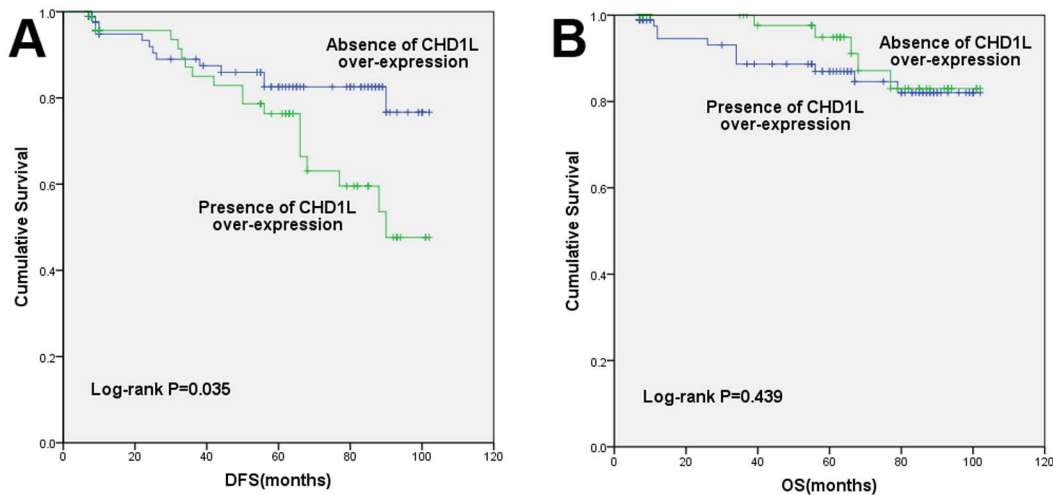 A
1.0
0.8
0.6
0.4
0.2
0.0
Cumulative Survival
Absence of CHD1L
over-expression
Presence of CHD1L
over-expression
Log-rank P=0.035
0
20
40
60
80
100
120
DFS(months)
B
1.0
0.8
0.6
0.4
0.2
0.0
Cumulative Survival
Absence of CHD1L
over-expression
Presence of CHD1L
over-expression
Log-rank P=0.439
0
20
40
60
80
100
120
OS(months)